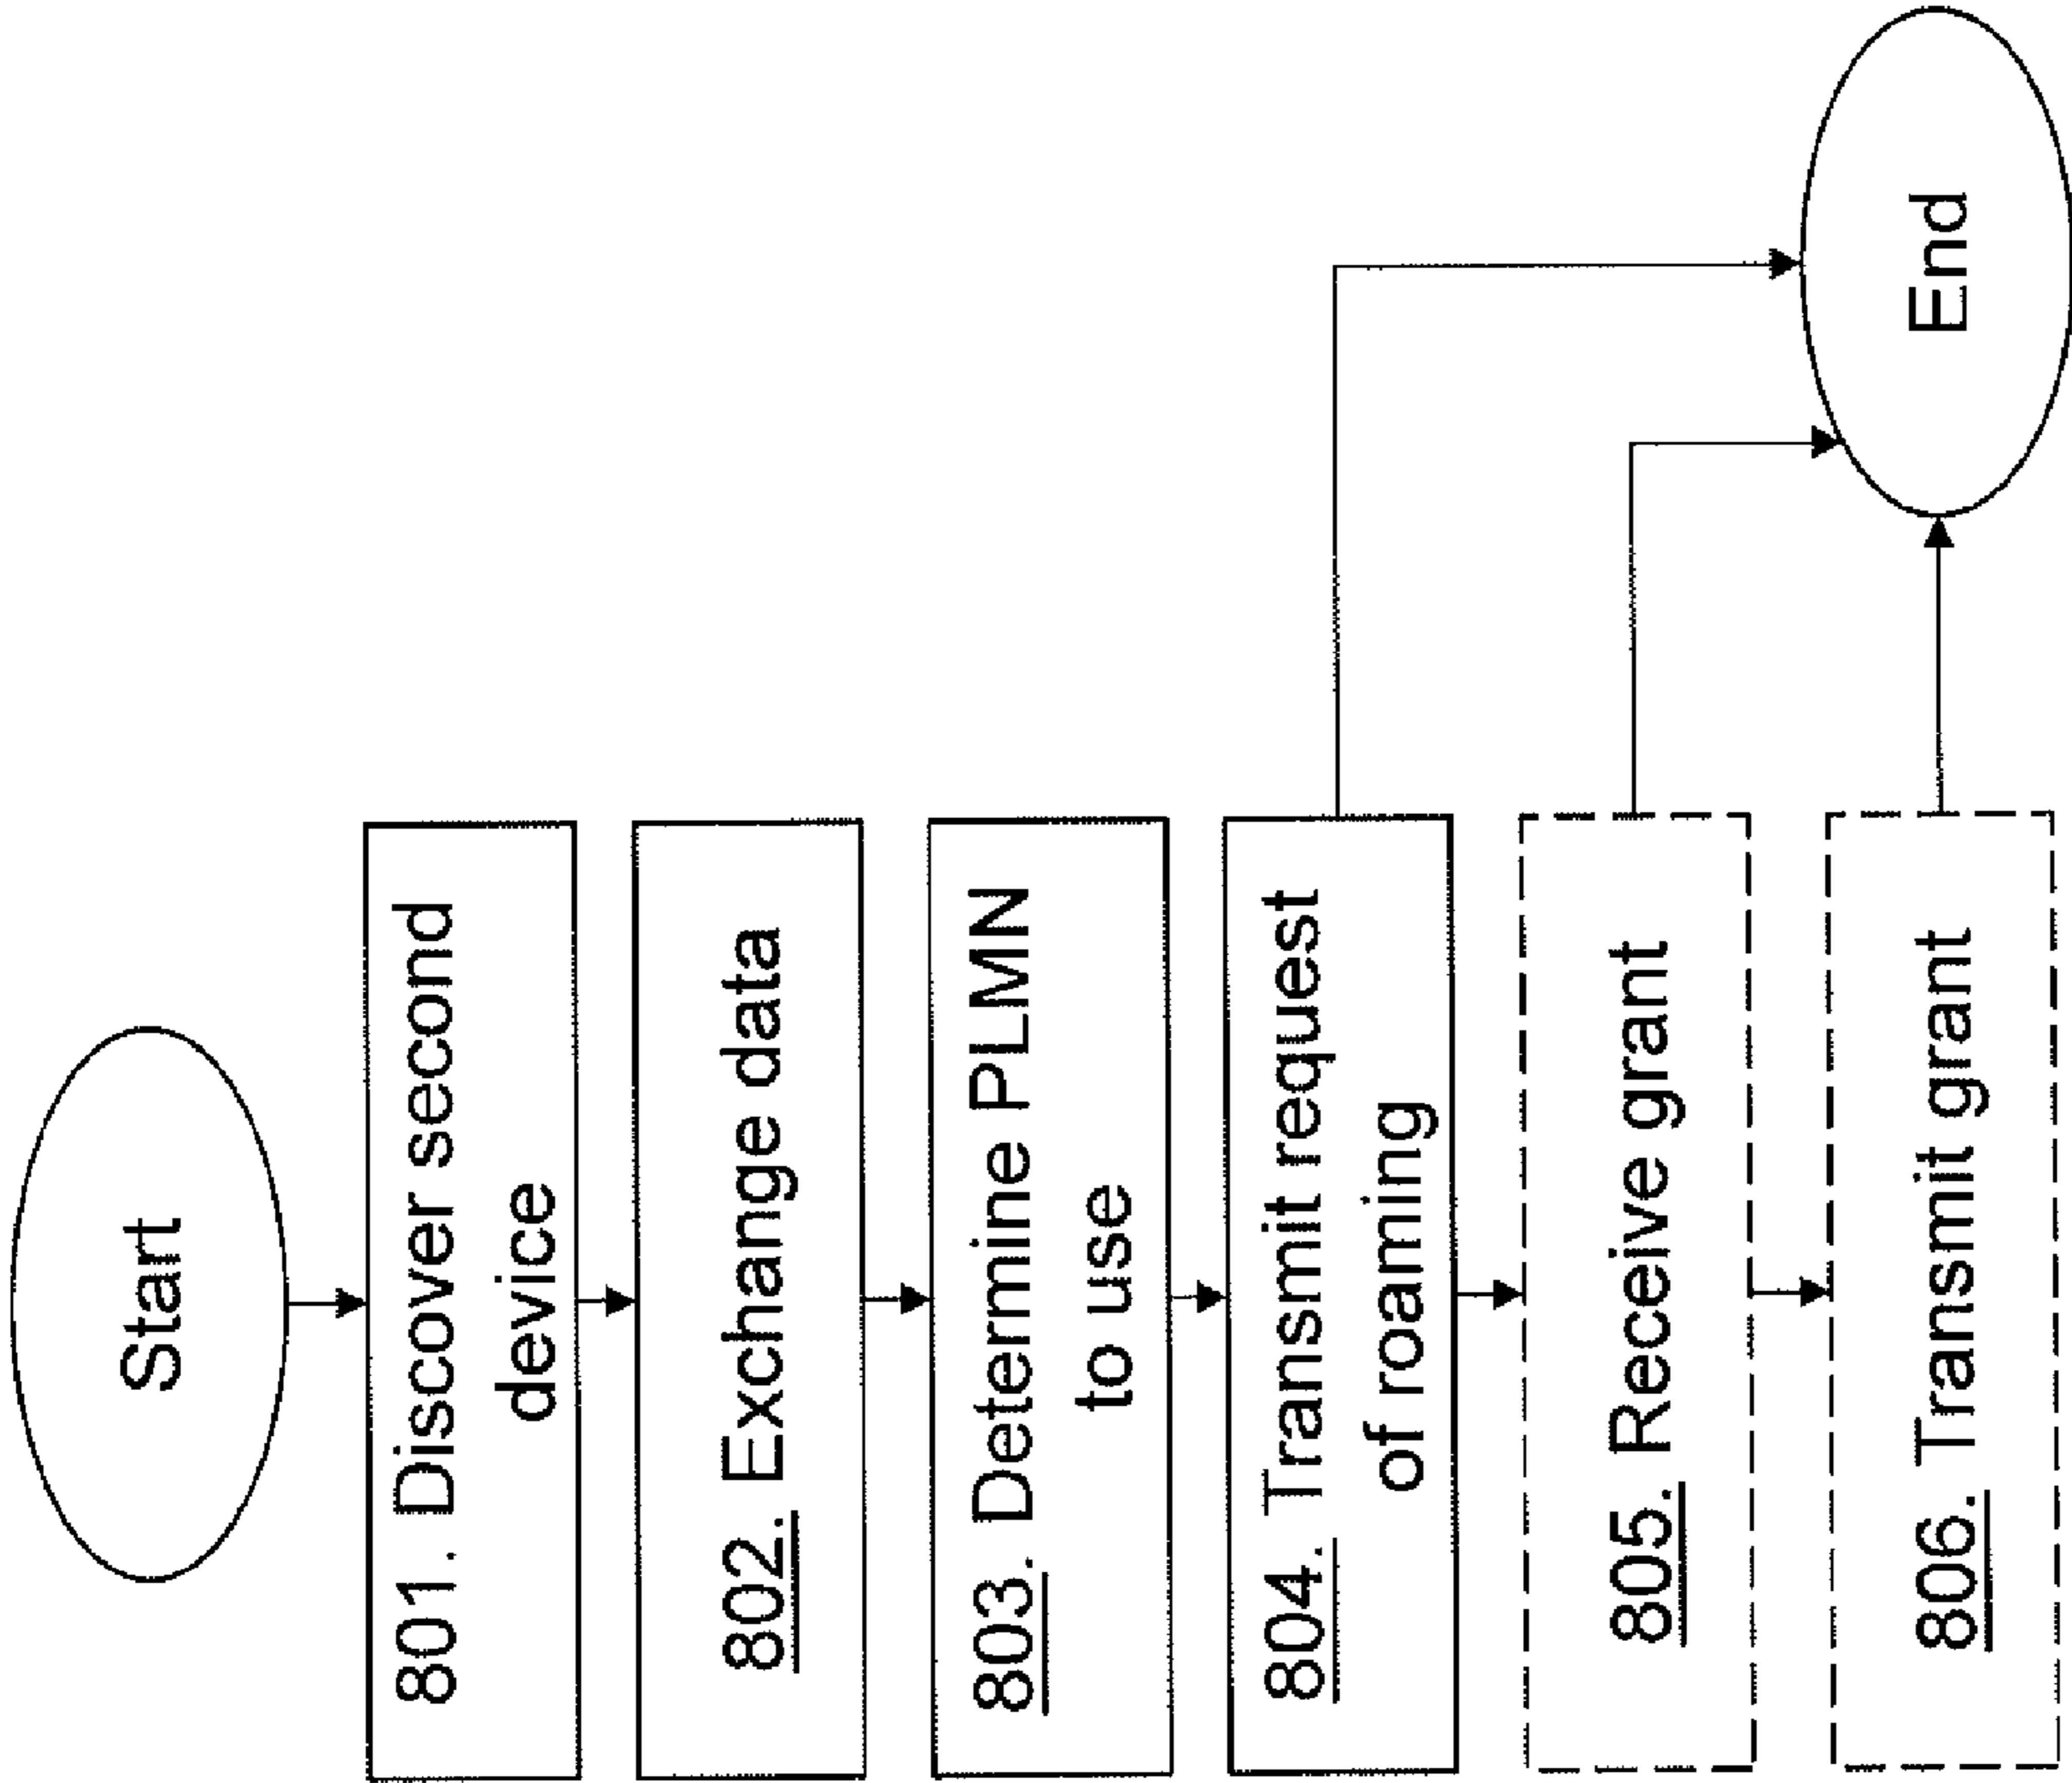 Start
801. Discover second
device
802. Exchange data
803. Determine PLMN
to use
804. Transmit request
of roaming
805. Receive grant
806. Transmit grant
End